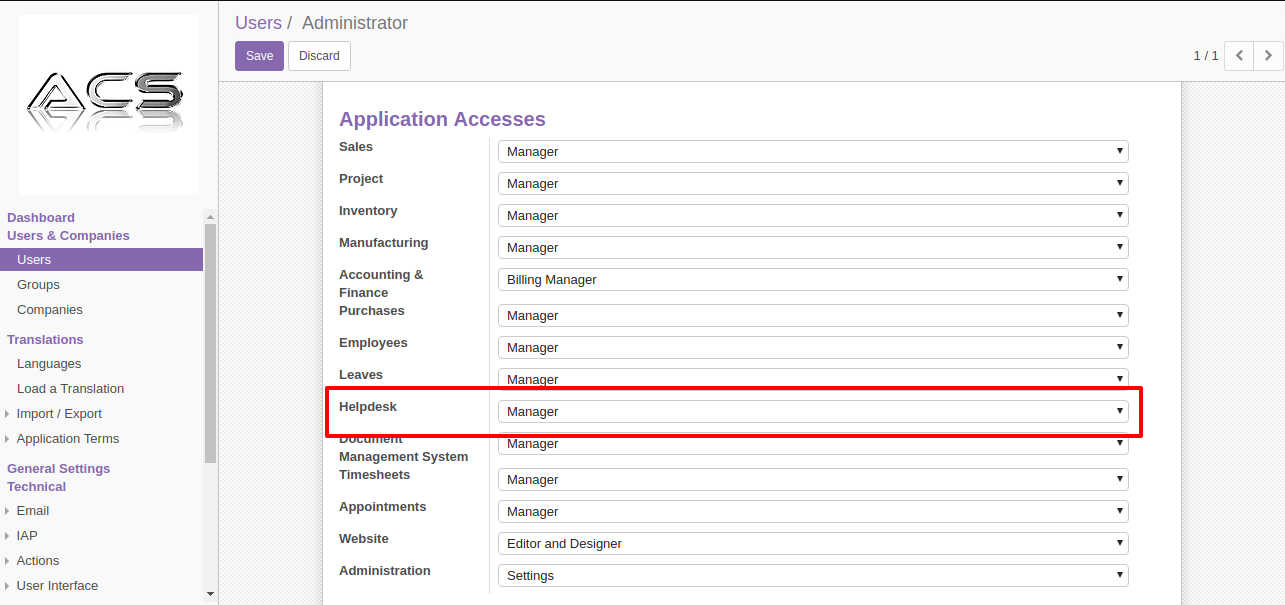 ACS
Users / Administrator
Save Discard
1 / 1
Dashboard
Users & Companies
Users
Groups
Companies
Translations
Languages
Load a Translation
Import / Export
Application Terms
General Settings
Technical
Email
IAP
Actions
User Interface
Application Accesses
Sales Manager
Project Manager
Inventory Manager
Manufacturing Manager
Accounting & Billing Manager
Finance
Purchases Manager
Employees Manager
Leaves Manager
Helpdesk Manager
Document Manager
Management System
Timesheets Manager
Appointments Manager
Website Editor and Designer
Administration Settings